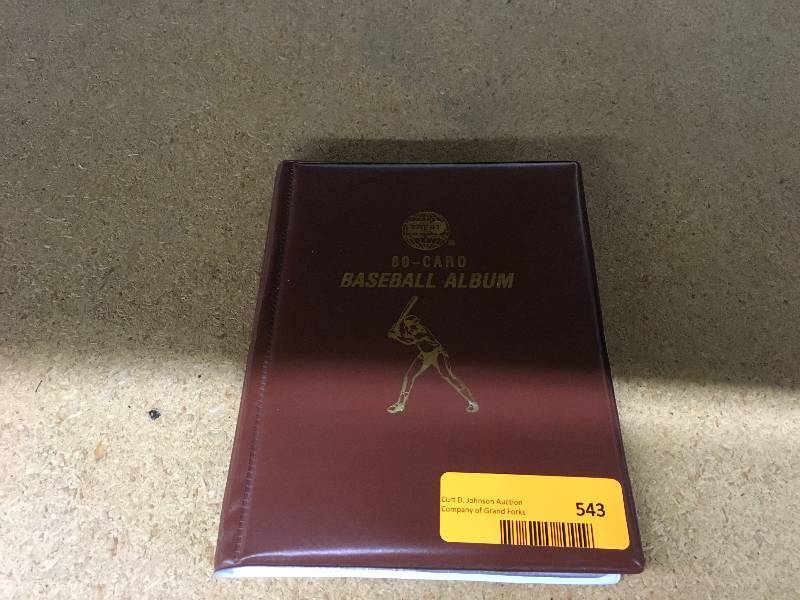 80-CARD
BASEBALL ALBUM
Curt D. Johnson Auction
Company of Grand Forks
543